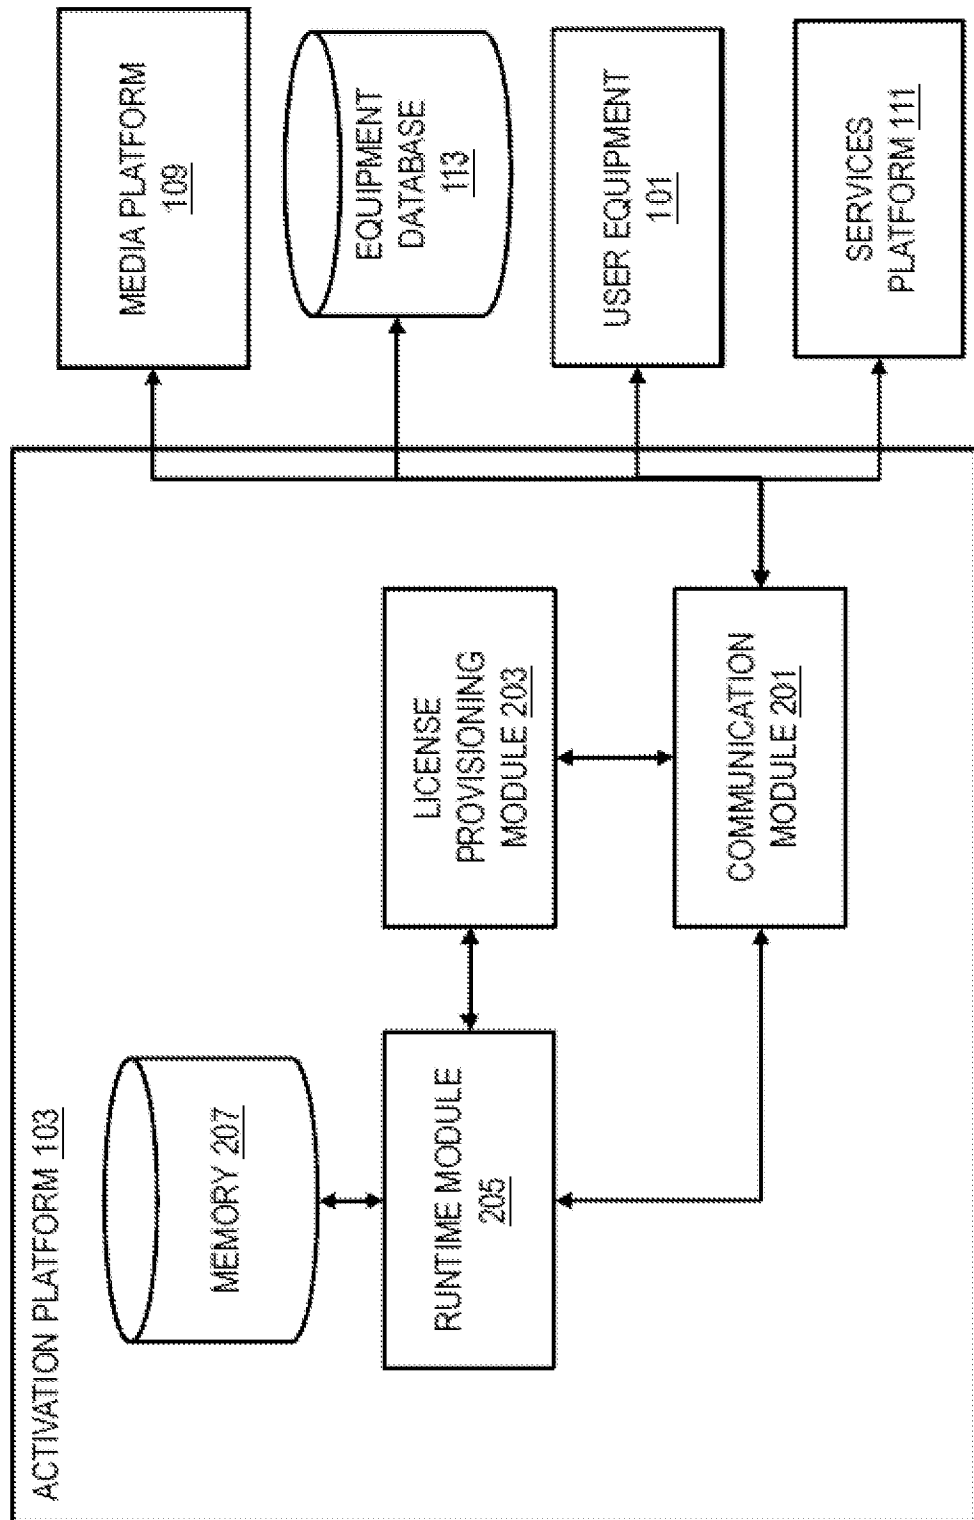 ACTIVATION PLATFORM 103
MEMORY 207
RUNTIME MODULE
205
LICENSE
PROVISIONING
MODULE 203
COMMUNICATION
MODULE 201
MEDIA PLATFORM
109
EQUIPMENT
DATABASE
113
USER EQUIPMENT
101
SERVICES
PLATFORM 111